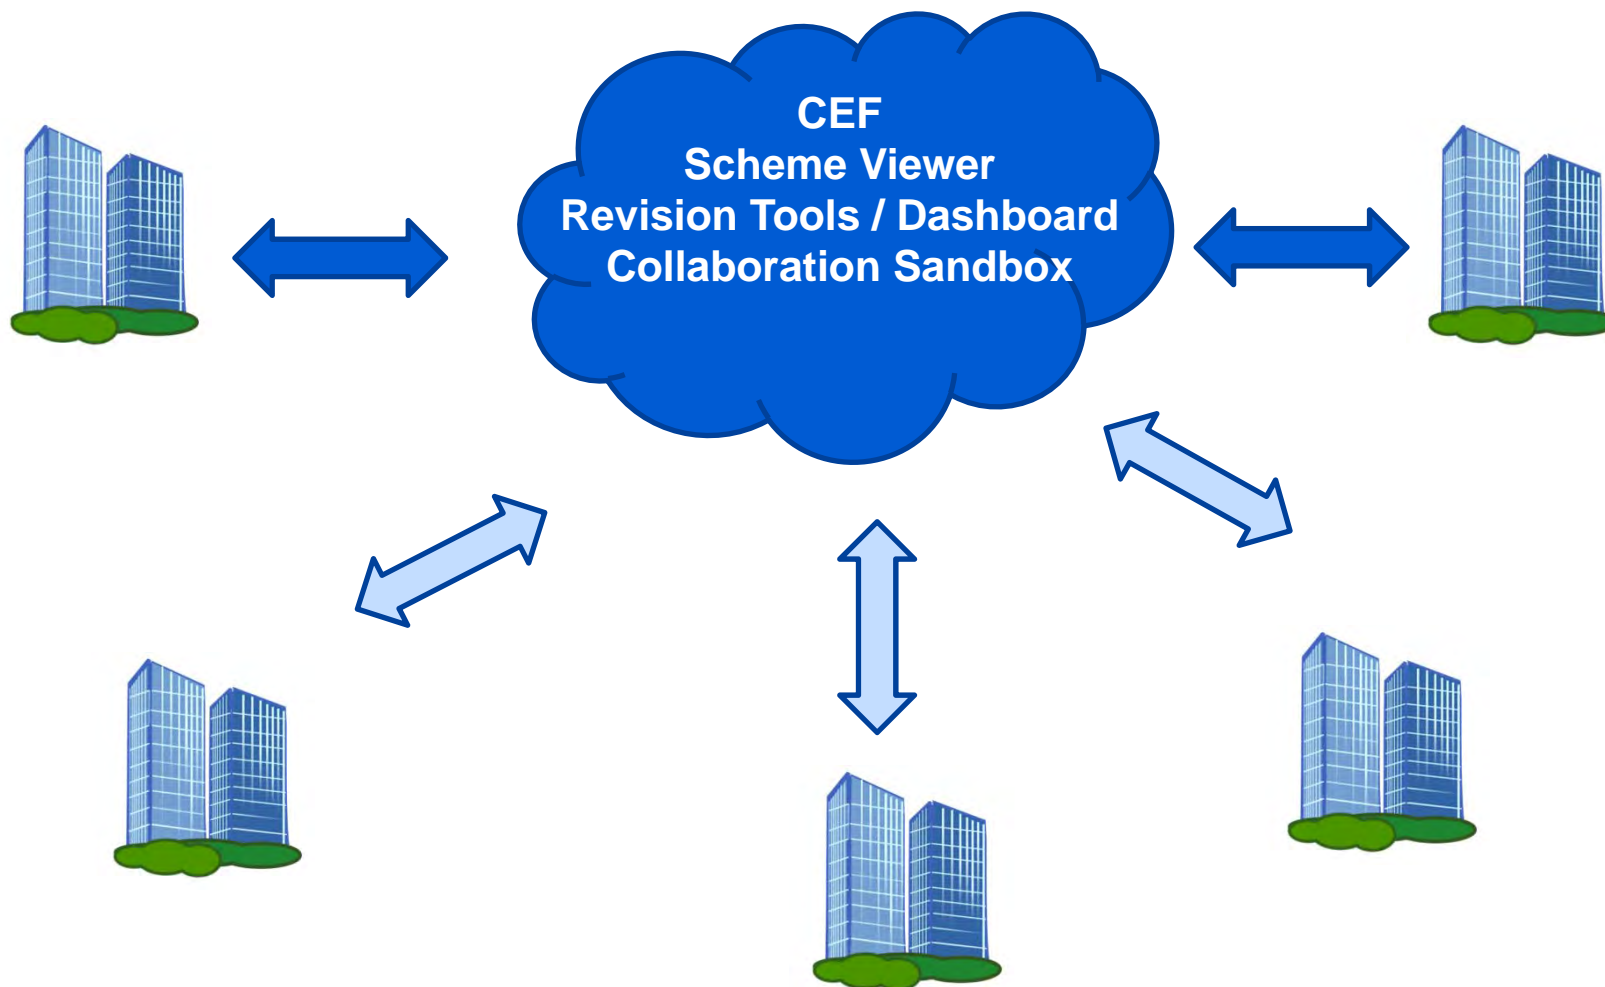 CEF
Scheme Viewer
Revision Tools / Dashboard
Collaboration Sandbox